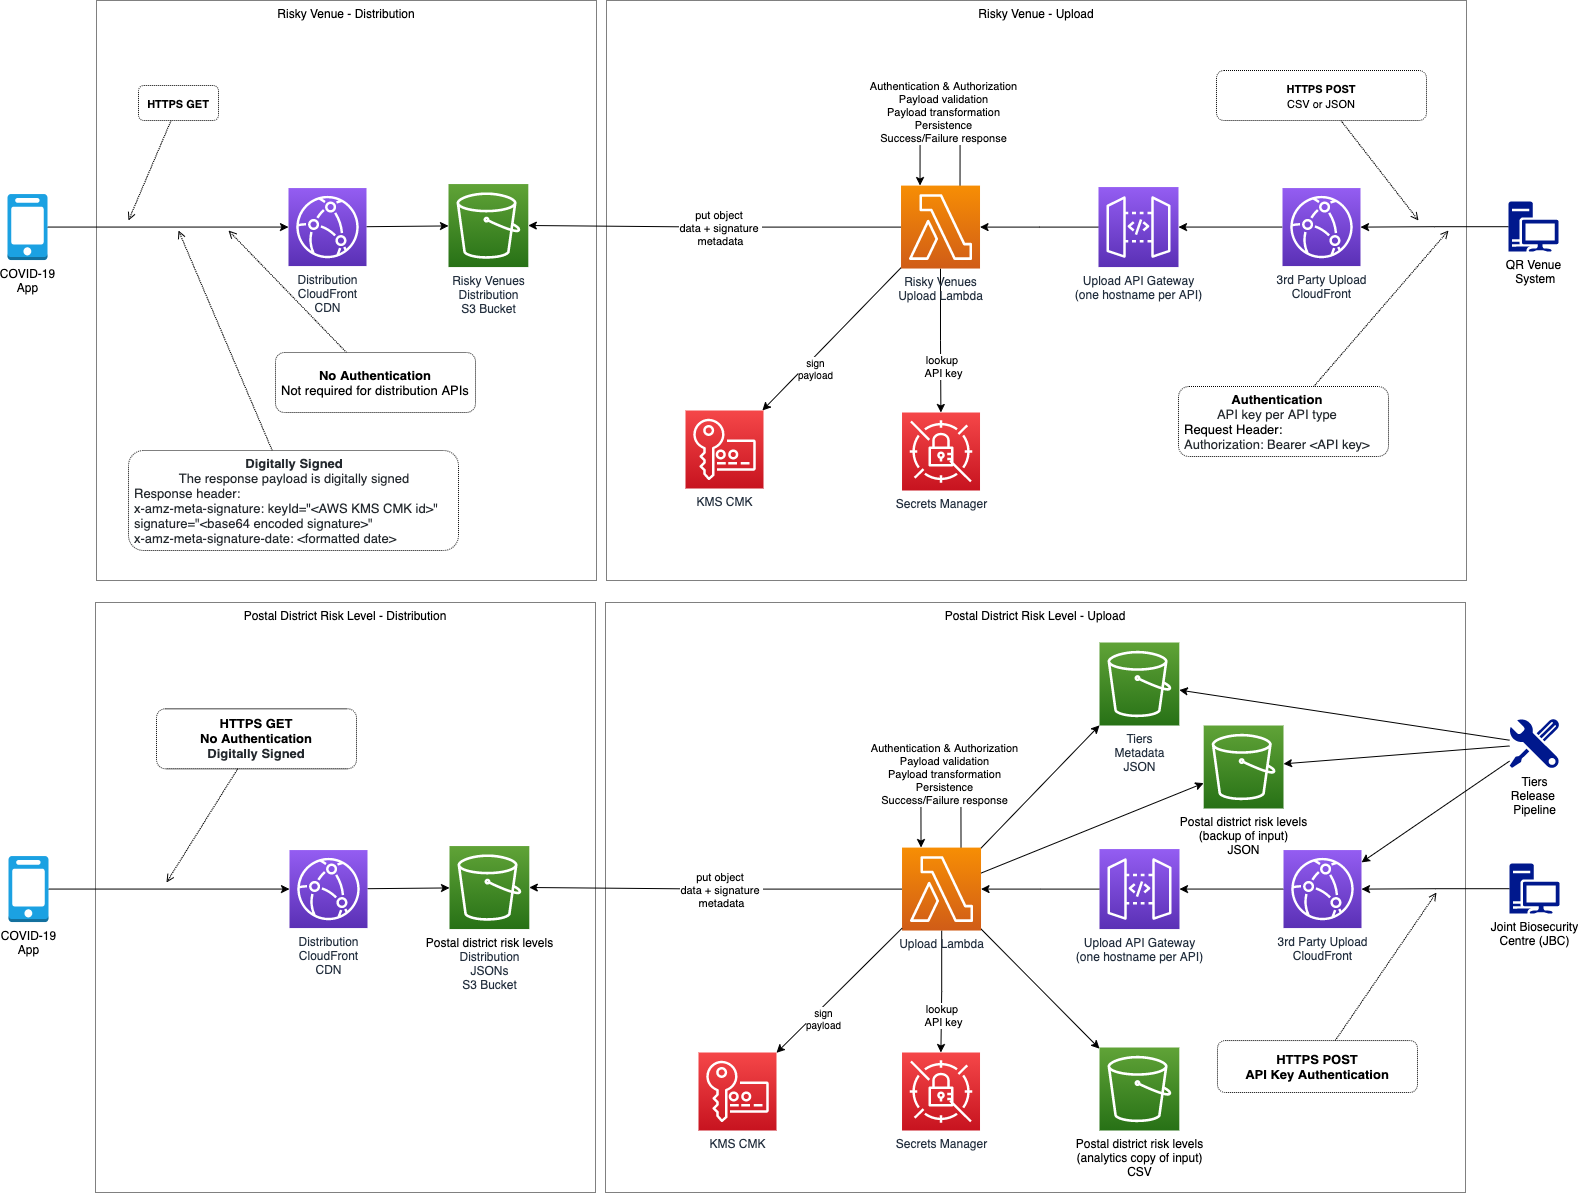 Risky Venue - Distribution
HTTPS GET
COVID-19
App
Distribution
CloudFront
CDN
Risky Venues
Distribution
S3 Bucket
No Authentication
Not required for distribution APIs
Digitally Signed
The response payload is digitally signed
Response header:
x-amz-meta-signature: keyId="<AWS KMS CMK id>"
signature="<base64 encoded signature>"
x-amz-meta-signature-date: <formatted date>
Risky Venue - Upload
Authentication & Authorization
Payload validation
Payload transformation
Persistence
Success/Failure response
HTTPS POST
CSV or JSON
put object
data + signature
metadata
Risky Venues
Upload Lambda
Upload API Gateway
(one hostname per API)
3rd Party Upload
CloudFront
QR Venue
System
sign
payload
lookup
API key
KMS CMK
Secrets Manager
Authentication
API key per API type
Request Header:
Authorization: Bearer <API key>
Postal District Risk Level - Distribution
HTTPS GET
No Authentication
Digitally Signed
COVID-19
App
Distribution
CloudFront
CDN
Postal district risk levels
Distribution
JSONs
S3 Bucket
Postal District Risk Level - Upload
Tiers
Metadata
JSON
Authentication & Authorization
Payload validation
Payload transformation
Persistence
Success/Failure response
Postal district risk levels
(backup of input)
JSON
Tiers
Release
Pipeline
put object
data + signature
metadata
Upload Lambda
Upload API Gateway
(one hostname per API)
3rd Party Upload
CloudFront
Joint Biosecurity
Centre (JBC)
sign
payload
lookup
API key
HTTPS POST
API Key Authentication
KMS CMK
Secrets Manager
Postal district risk levels
(analytics copy of input)
CSV